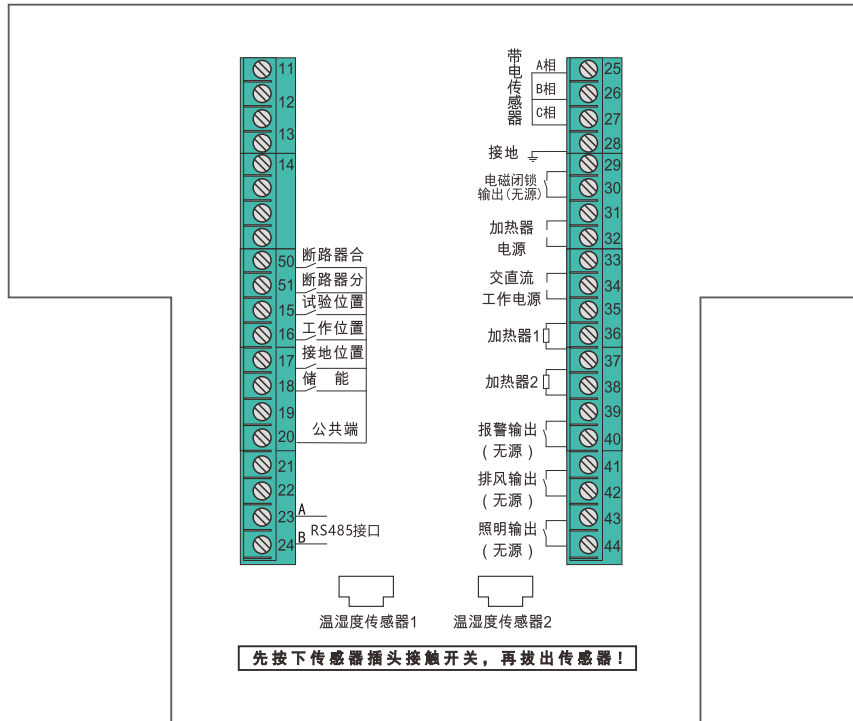 11
12
13
14
50 断路器合
51 断路器分
15 试验位置
16 工作位置
17 接地位置
18 储 能
19
20 公共端
21
22
23 A
RS485接口
24 B
带电传感器
A相 25
B相 26
C相 27
28
接地 29
电磁闭锁
输出(无源) 30
31
加热器
电源 32
33
交直流 34
工作电源 35
加热器1 36
37
加热器2 38
39
报警输出 40
(无源)
41
排风输出 42
(无源)
43
照明输出 44
(无源)
温湿度传感器1 温湿度传感器2
先按下传感器插头接触开关，再拔出传感器！